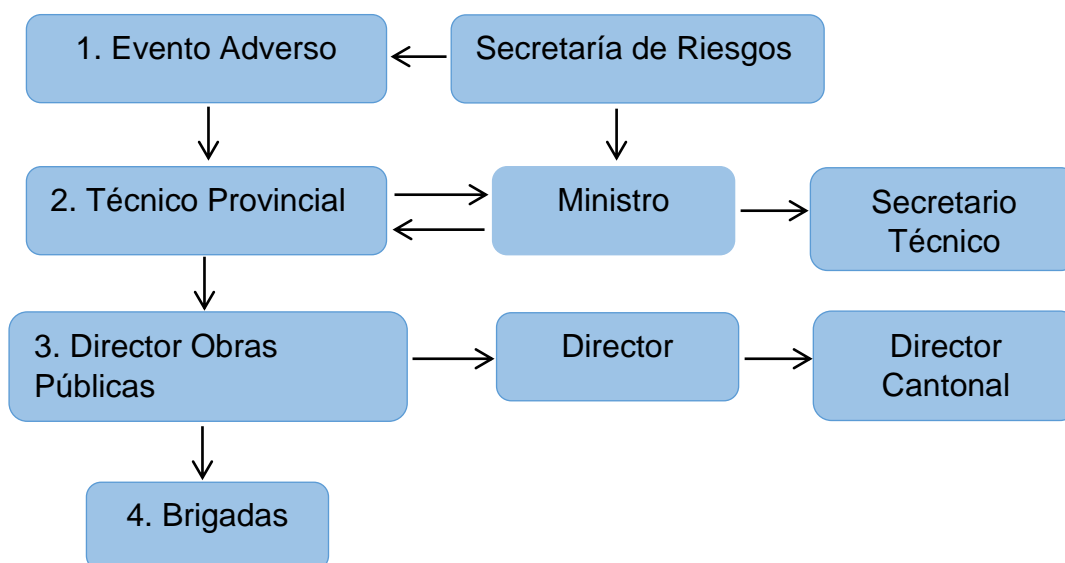 1. Evento Adverso
Secretaría de Riesgos
2. Técnico Provincial
Ministro
Secretario
Técnico
3. Director Obras
Públicas
Director
Director
Cantonal
4. Brigadas